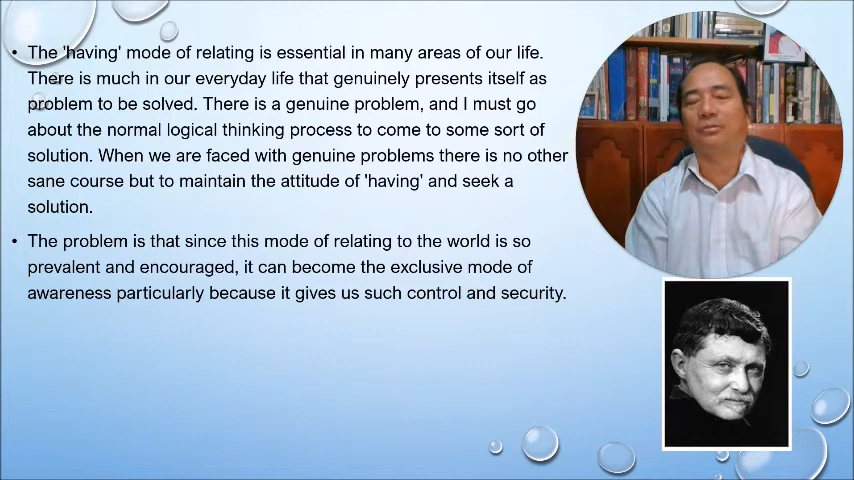 • The 'having' mode of relating is essential in many areas of our life.
There is much in our everyday life that genuinely presents itself as
problem to be solved. There is a genuine problem, and I must go
about the normal logical thinking process to come to some sort of
solution. When we are faced with genuine problems there is no other
sane course but to maintain the attitude of 'having' and seek a
solution.
• The problem is that since this mode of relating to the world is so
prevalent and encouraged, it can become the exclusive mode of
awareness particularly because it gives us such control and security.